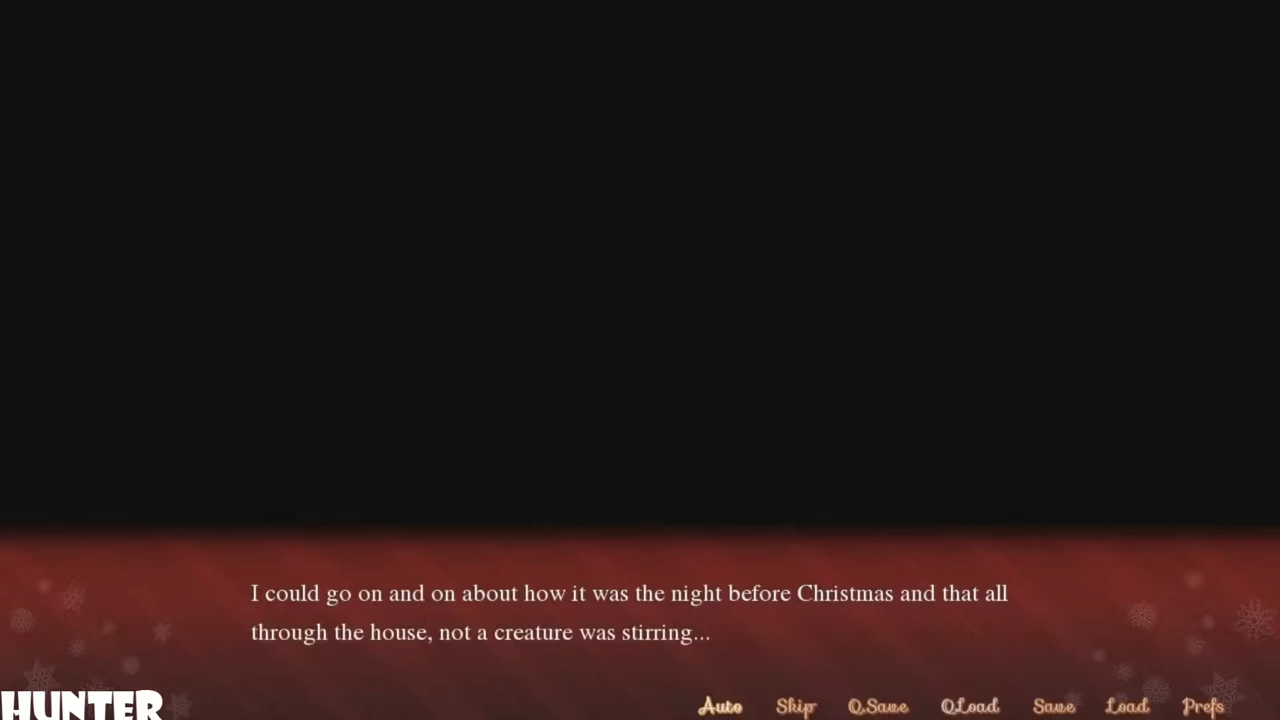 I could go on and on about how it was the night before Christmas and that all
through the house, not a creature was stirring...
HUNTER
Auto Skip Q.Save Q.Load Save Load Prefs